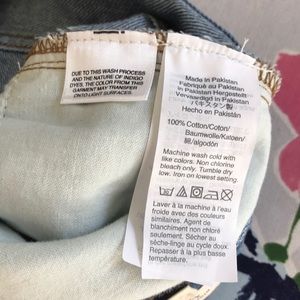 DUE TO THIS WASH PROCESS
AND THE NATURE OF INDIGO
DYES, THE COLOR FROM THIS
GARMENT MAY TRANSFER
ONTO LIGHT SURFACES.
Made in Pakistan
Fabriqué au Pakistan
in Pakistan Hergestellt
Vervaardigd in Pakistan
パキスタン製
Hecho en Pakistán
100% Cotton/Coton/
Baumwolle/Katoen/
綿/algodón
Machine wash cold with
like colors. Non chlorine
bleach only. Tumble dry
low. Iron on lowest setting.
Laver à la machine à eau
froide avec des couleurs
similaires. Agent de
blanchiment non chloré
seulement. Sécher au
sèche-linge au cycle doux.
Repasser à la plus basse
température.